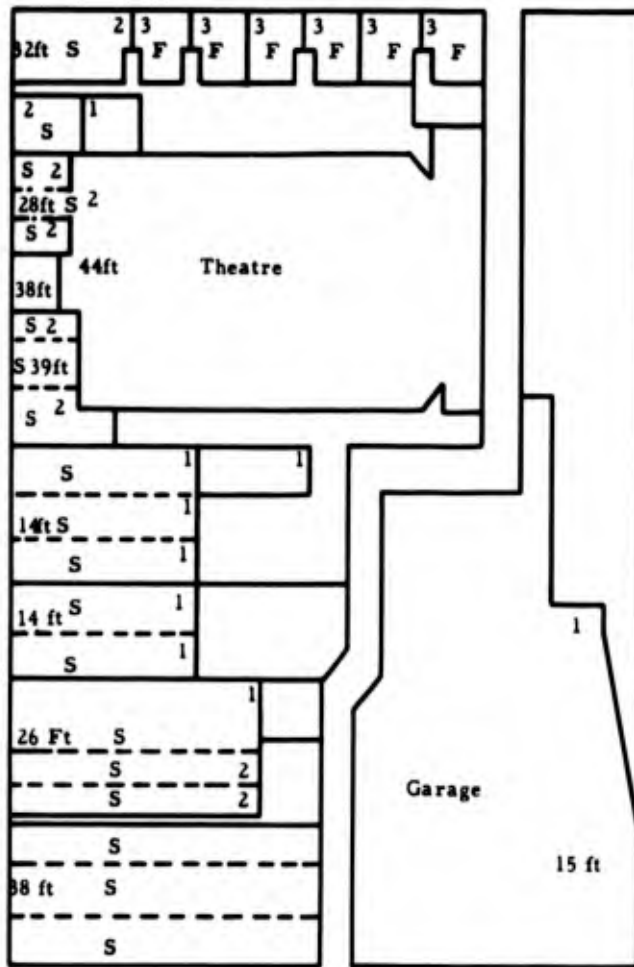 2 3 3 3 3 3 3
32ft S F F F F F F
2 1
S
S 2
28ft S 2
S 2
44ft Theatre
38ft
S 2
S 39ft
S 2
1 1
S
1
14ft S
1
S
S 1
14 ft
1
S
1
26 Ft S
S 2
S 2
1
Garage
S
15 ft
38 ft S
S